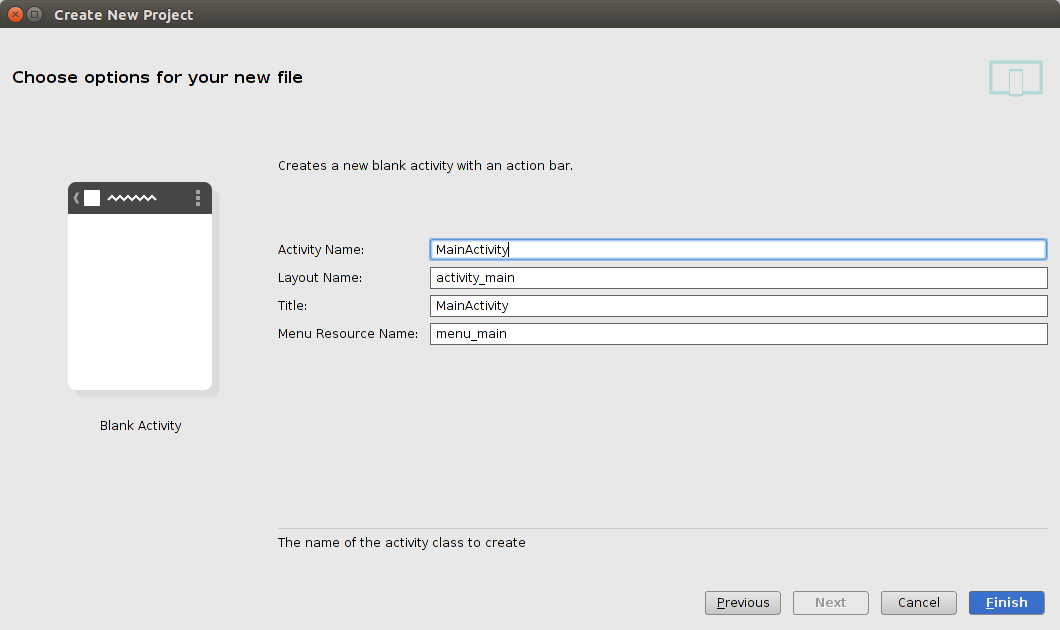 Create New Project
Choose options for your new file
Creates a new blank activity with an action bar.
Activity Name: MainActivity
Layout Name: activity_main
Title: MainActivity
Menu Resource Name: menu_main
Blank Activity
The name of the activity class to create
Previous Next Cancel Finish